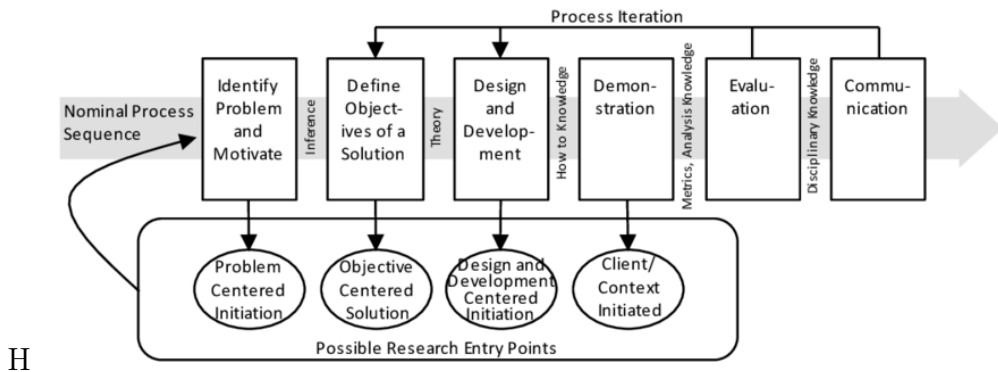 Process Iteration
Nominal Process
Sequence
Identify
Problem
and
Motivate
Inference
Define
Object-
ives of a
Solution
Theory
Design
and
Develop-
ment
How to Knowledge
Demon-
stration
Metrics, Analysis Knowledge
Evalu-
ation
Disciplinary Knowledge
Commu-
nication
Problem
Centered
Initiation
Objective
Centered
Solution
Design and
Development
Centered
Initiation
Client/
Context
Initiated
Possible Research Entry Points
H